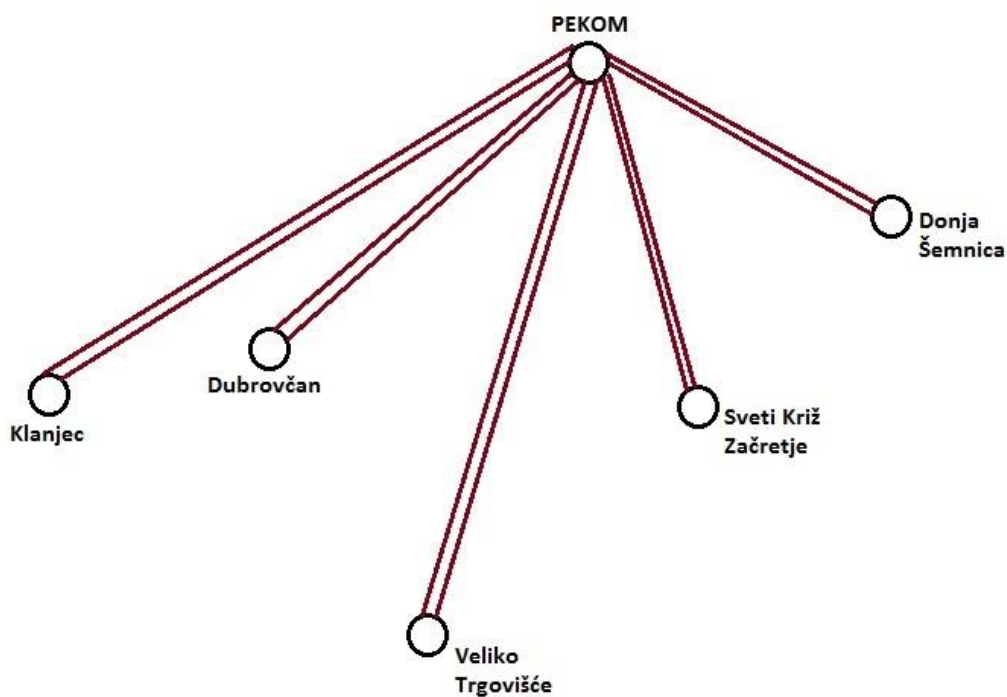 PEKOM
Donja
Šemnica
Dubrovčan
Klanjec
Sveti Križ
Začretje
Veliko
Trgovišće